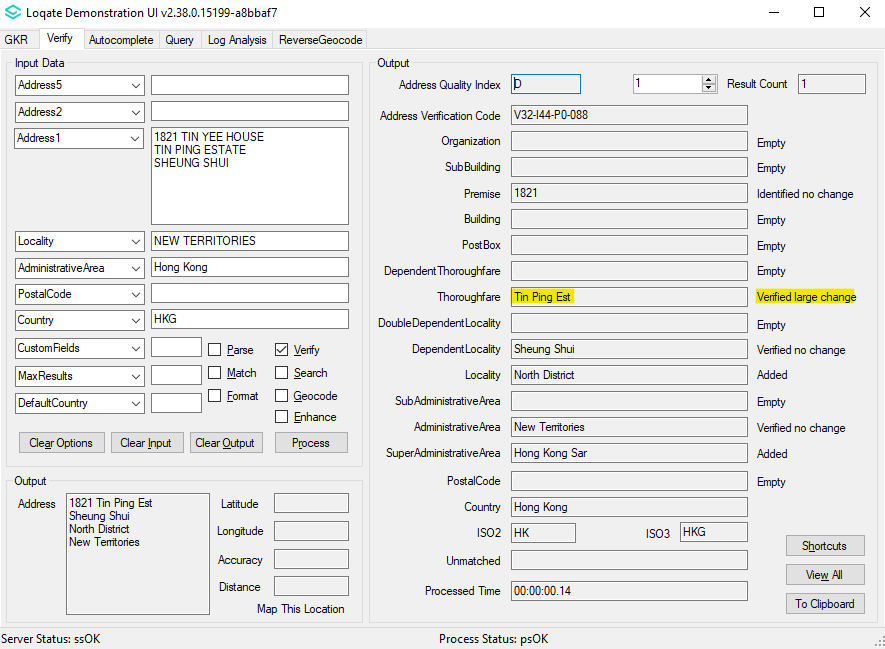 Loqate Demonstration UI v2.38.0.15199-a8bbaf7
GKR Verify Autocomplete Query Log Analysis ReverseGeocode
Input Data
Address5
Address2
Address1
1821 TIN YEE HOUSE
TIN PING ESTATE
SHEUNG SHUI
Locality NEW TERRITORIES
AdministrativeArea Hong Kong
PostalCode
Country HKG
CustomFields Parse Verify
MaxResults Match Search
DefaultCountry Format Geocode
Enhance
Clear Options Clear Input Clear Output Process
Output
Address
1821 Tin Ping Est
Sheung Shui
North District
New Territories
Latitude
Longitude
Accuracy
Distance
Map This Location
Output
Address Quality Index D 1 Result Count 1
Address Verification Code V32-I44-P0-088
Organization Empty
SubBuilding Empty
Premise 1821 Identified no change
Building Empty
PostBox Empty
DependentThoroughfare Empty
Thoroughfare Tin Ping Est Verified large change
DoubleDependentLocality Empty
DependentLocality Sheung Shui Verified no change
Locality North District Added
SubAdministrativeArea Empty
AdministrativeArea New Territories Verified no change
SuperAdministrativeArea Hong Kong Sar Added
PostalCode Empty
Country Hong Kong
ISO2 HK ISO3 HKG
Unmatched
Processed Time 00:00:00.14
Shortcuts
View All
To Clipboard
Server Status: ssOK Process Status: psOK